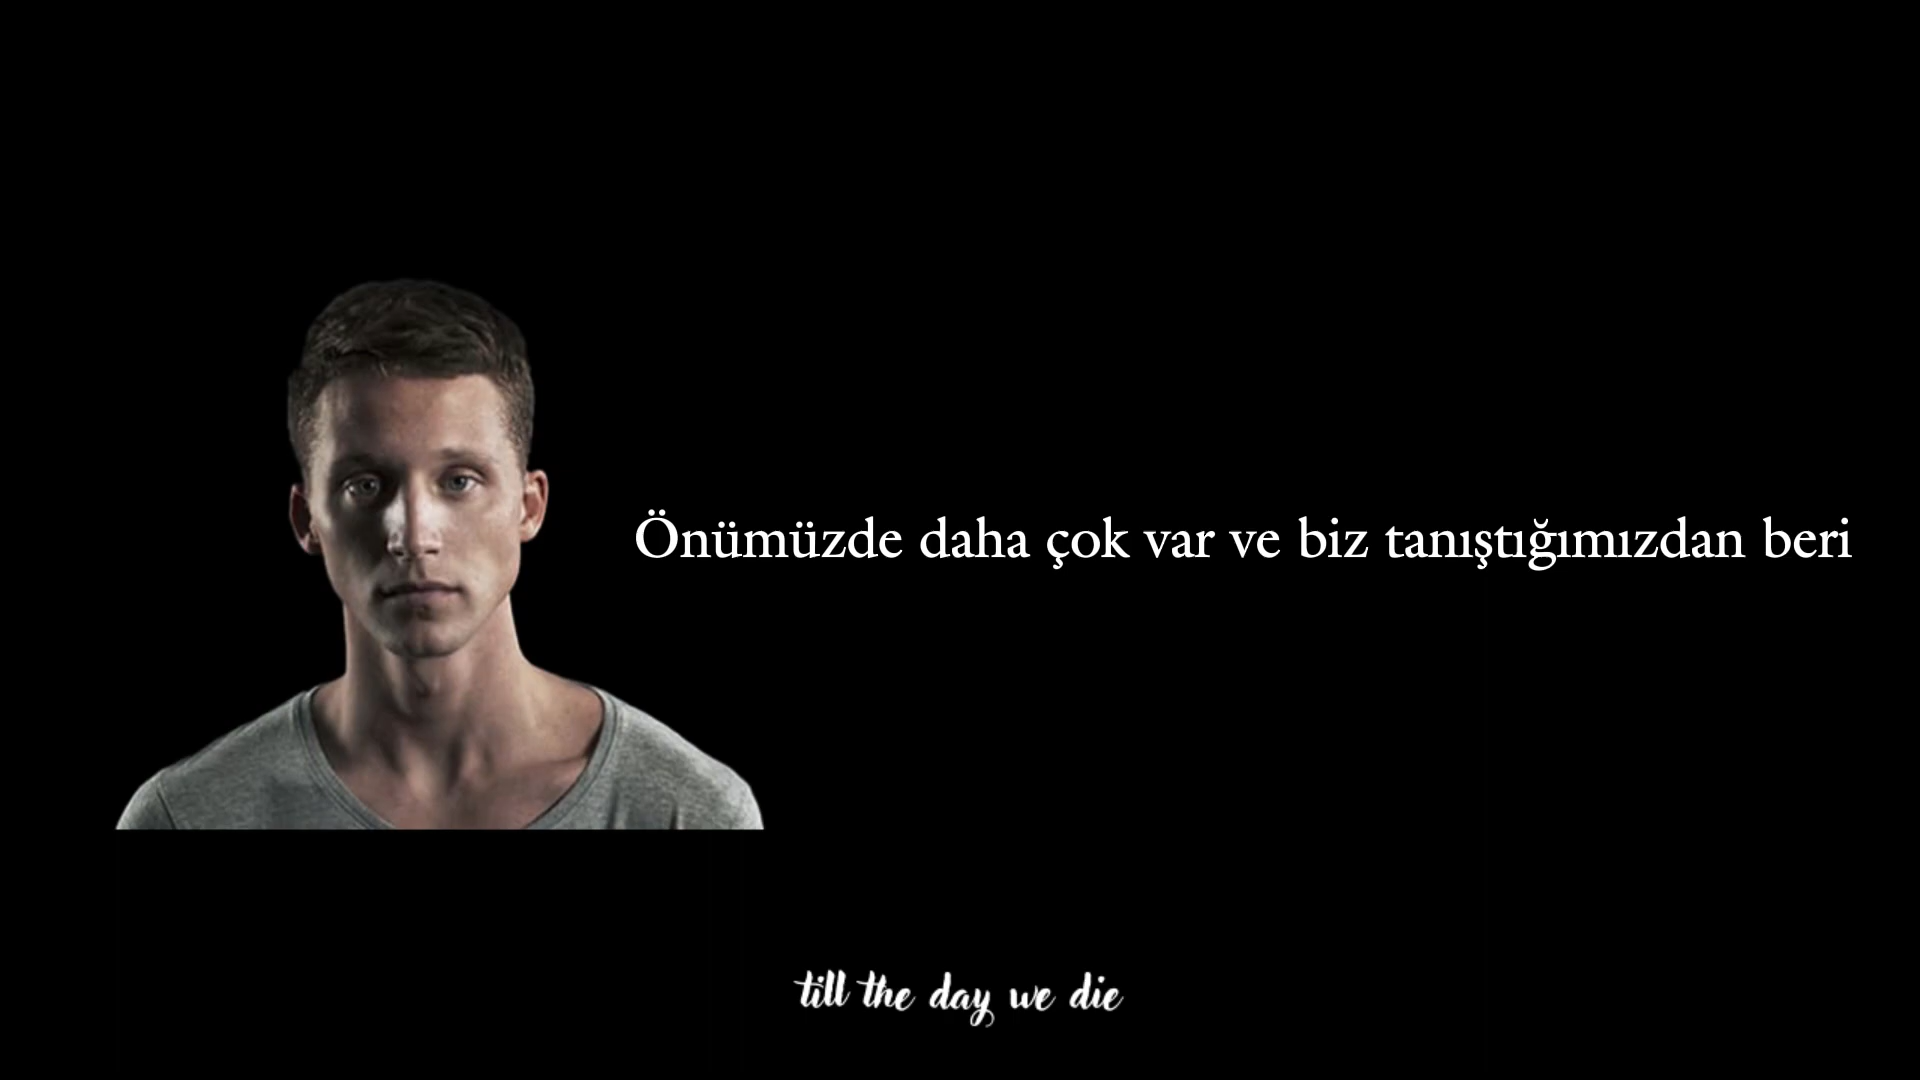 Önümüzde daha çok var ve biz tanıştığımızdan beri
till the day we die